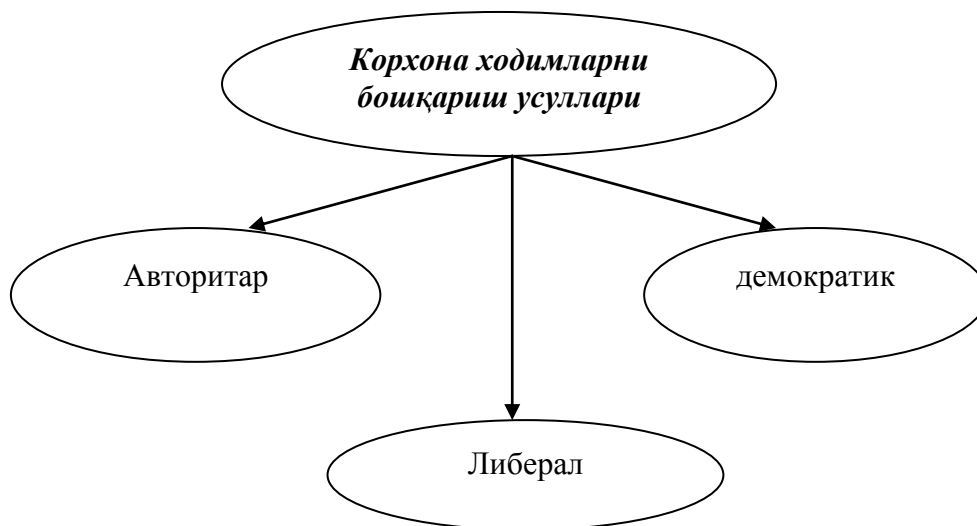 Корхона ходимларни
бошқариш усуллари
Авторитар
демократик
Либерал